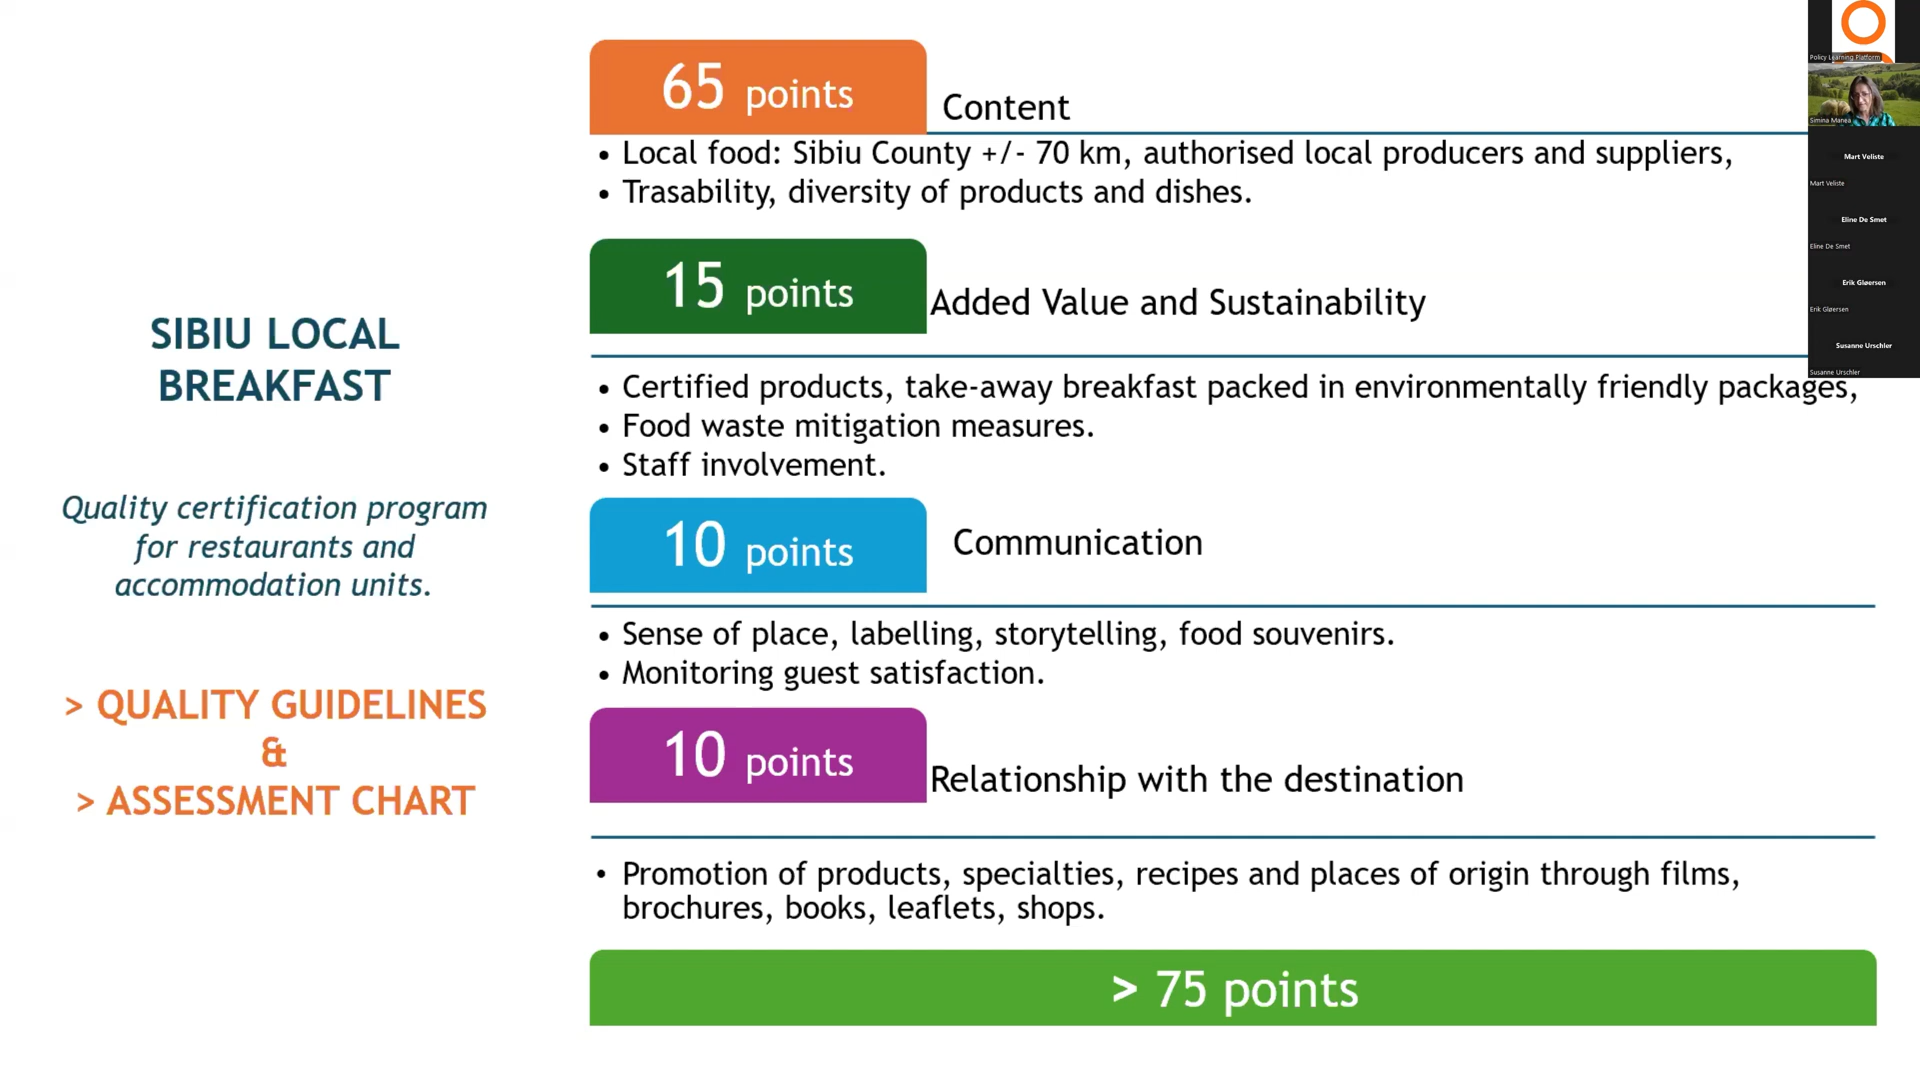 SIBIU LOCAL
BREAKFAST
Quality certification program
for restaurants and
accommodation units.
> QUALITY GUIDELINES
&
> ASSESSMENT CHART
65 points
Content
• Local food: Sibiu County +/- 70 km, authorised local producers and suppliers,
• Trasability, diversity of products and dishes.
15 points
Added Value and Sustainability
• Certified products, take-away breakfast packed in environmentally friendly packages,
• Food waste mitigation measures.
• Staff involvement.
10 points
Communication
• Sense of place, labelling, storytelling, food souvenirs.
• Monitoring guest satisfaction.
10 points
Relationship with the destination
• Promotion of products, specialties, recipes and places of origin through films,
brochures, books, leaflets, shops.
> 75 points
Policy Learning Platform
Simina Manea
Mart Veliste
Mart Veliste
Eline De Smet
Eline De Smet
Erik Gløersen
Erik Gløersen
Susanne Urschler
Susanne Urschler